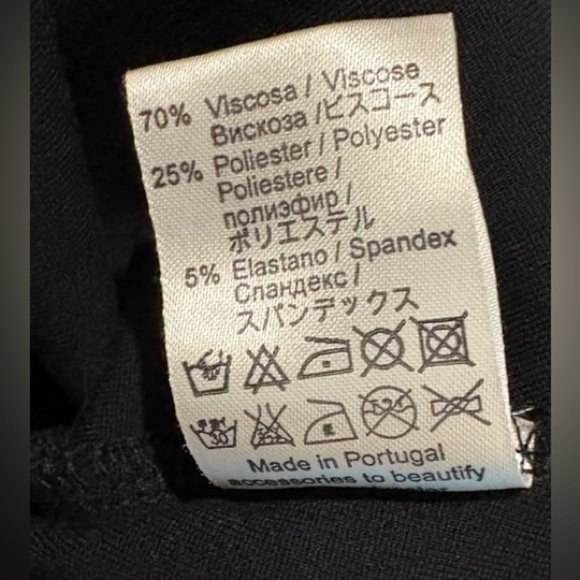 70% Viscosa / Viscose
Вискоза /ビスコース
25% Poliester / Polyester
Poliestere /
полиэфир /
ポリエステル
5% Elastano / Spandex
Спандекс /
スパンデックス
30
Made in Portugal
accessories to beautify